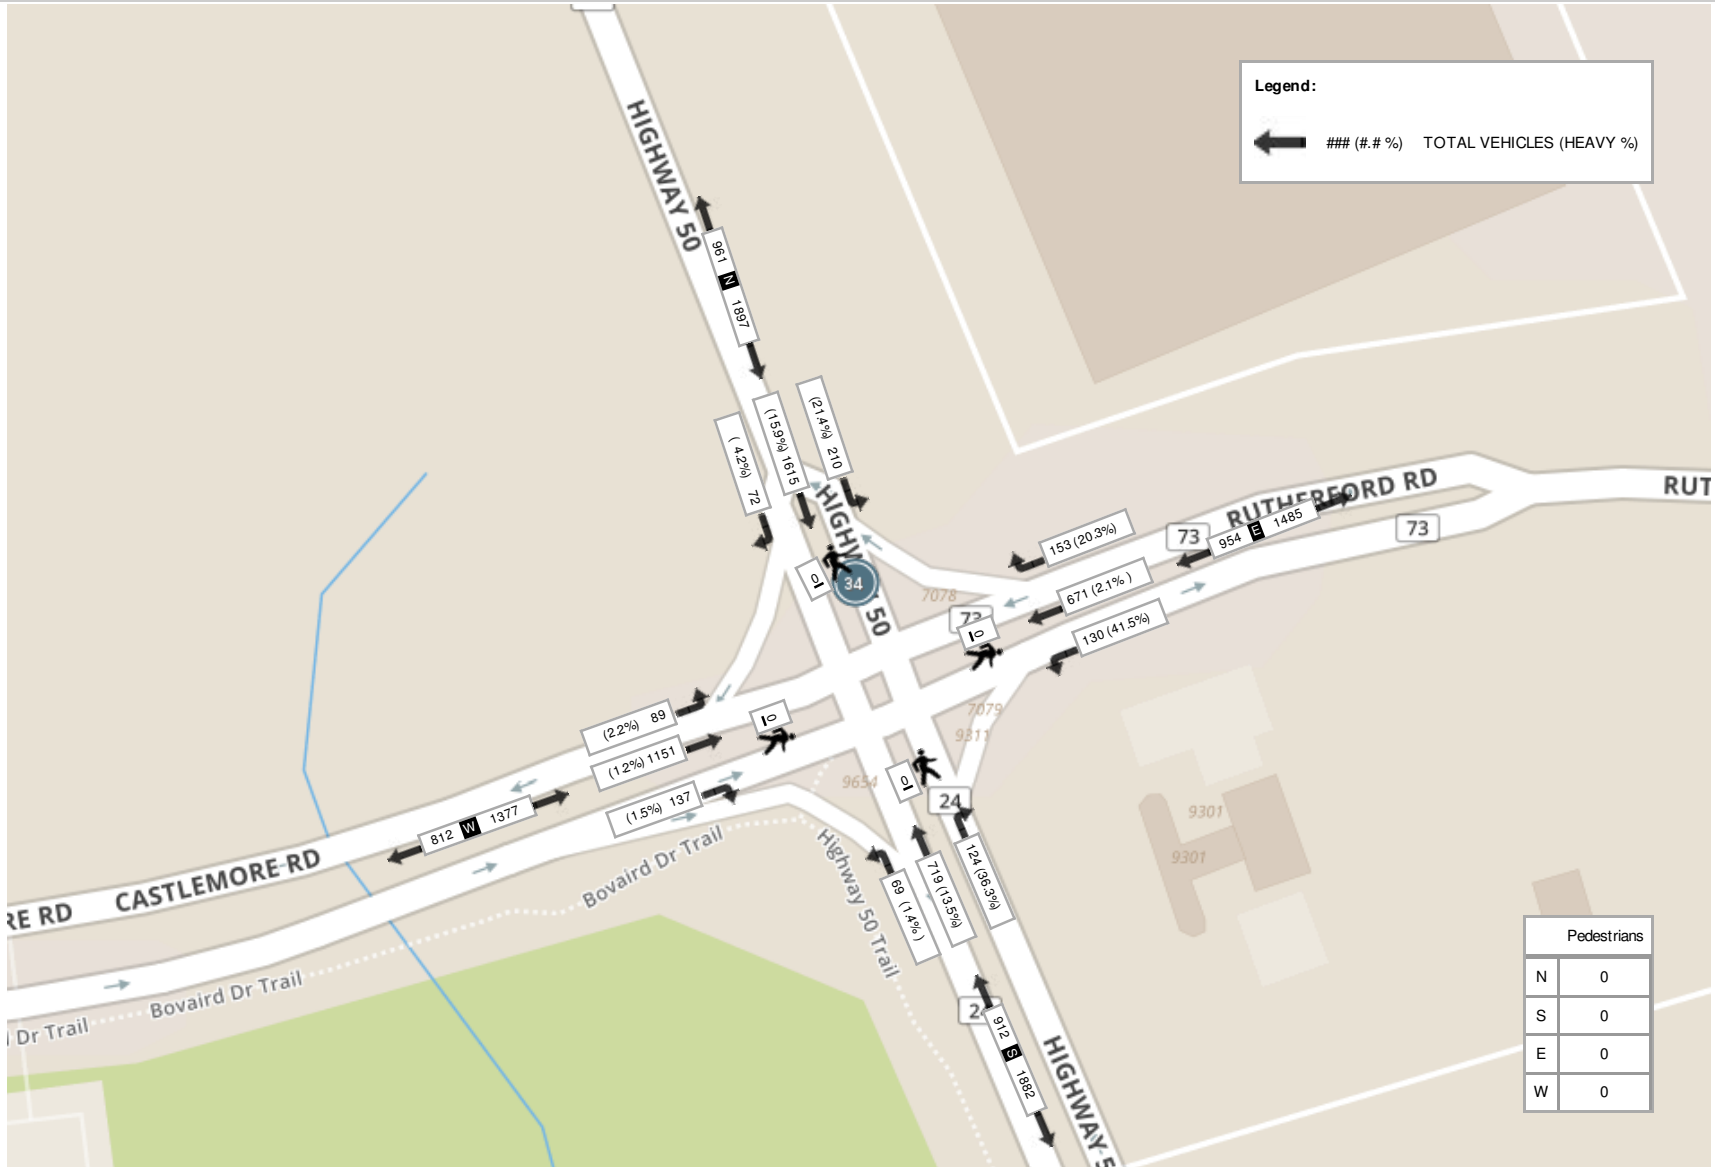 Legend:
### (#.# %) TOTAL VEHICLES (HEAVY %)
HIGHWAY 50
961 N 1897
(4.2%) 72
(15.9%) 1615
(21.4%) 210
HIGHWAY 50
0
34
153 (20.3%)
671 (2.1%)
130 (41.5%)
RUTHERFORD RD
954 E 1485
73
73
73
RUT
7078
0
(2.2%) 89
(1.2%) 1151
(1.5%) 137
0
812 W 1377
7079
9311
9654
0
24
9301
9301
CASTLEMORE RD
RE RD
Bovaird Dr Trail
Bovaird Dr Trail
Dr Trail
Highway 50 Trail
69 (1.4%)
719 (13.5%)
124 (36.3%)
912 S 1882
HIGHWAY 5
Pedestrians
N 0
S 0
E 0
W 0